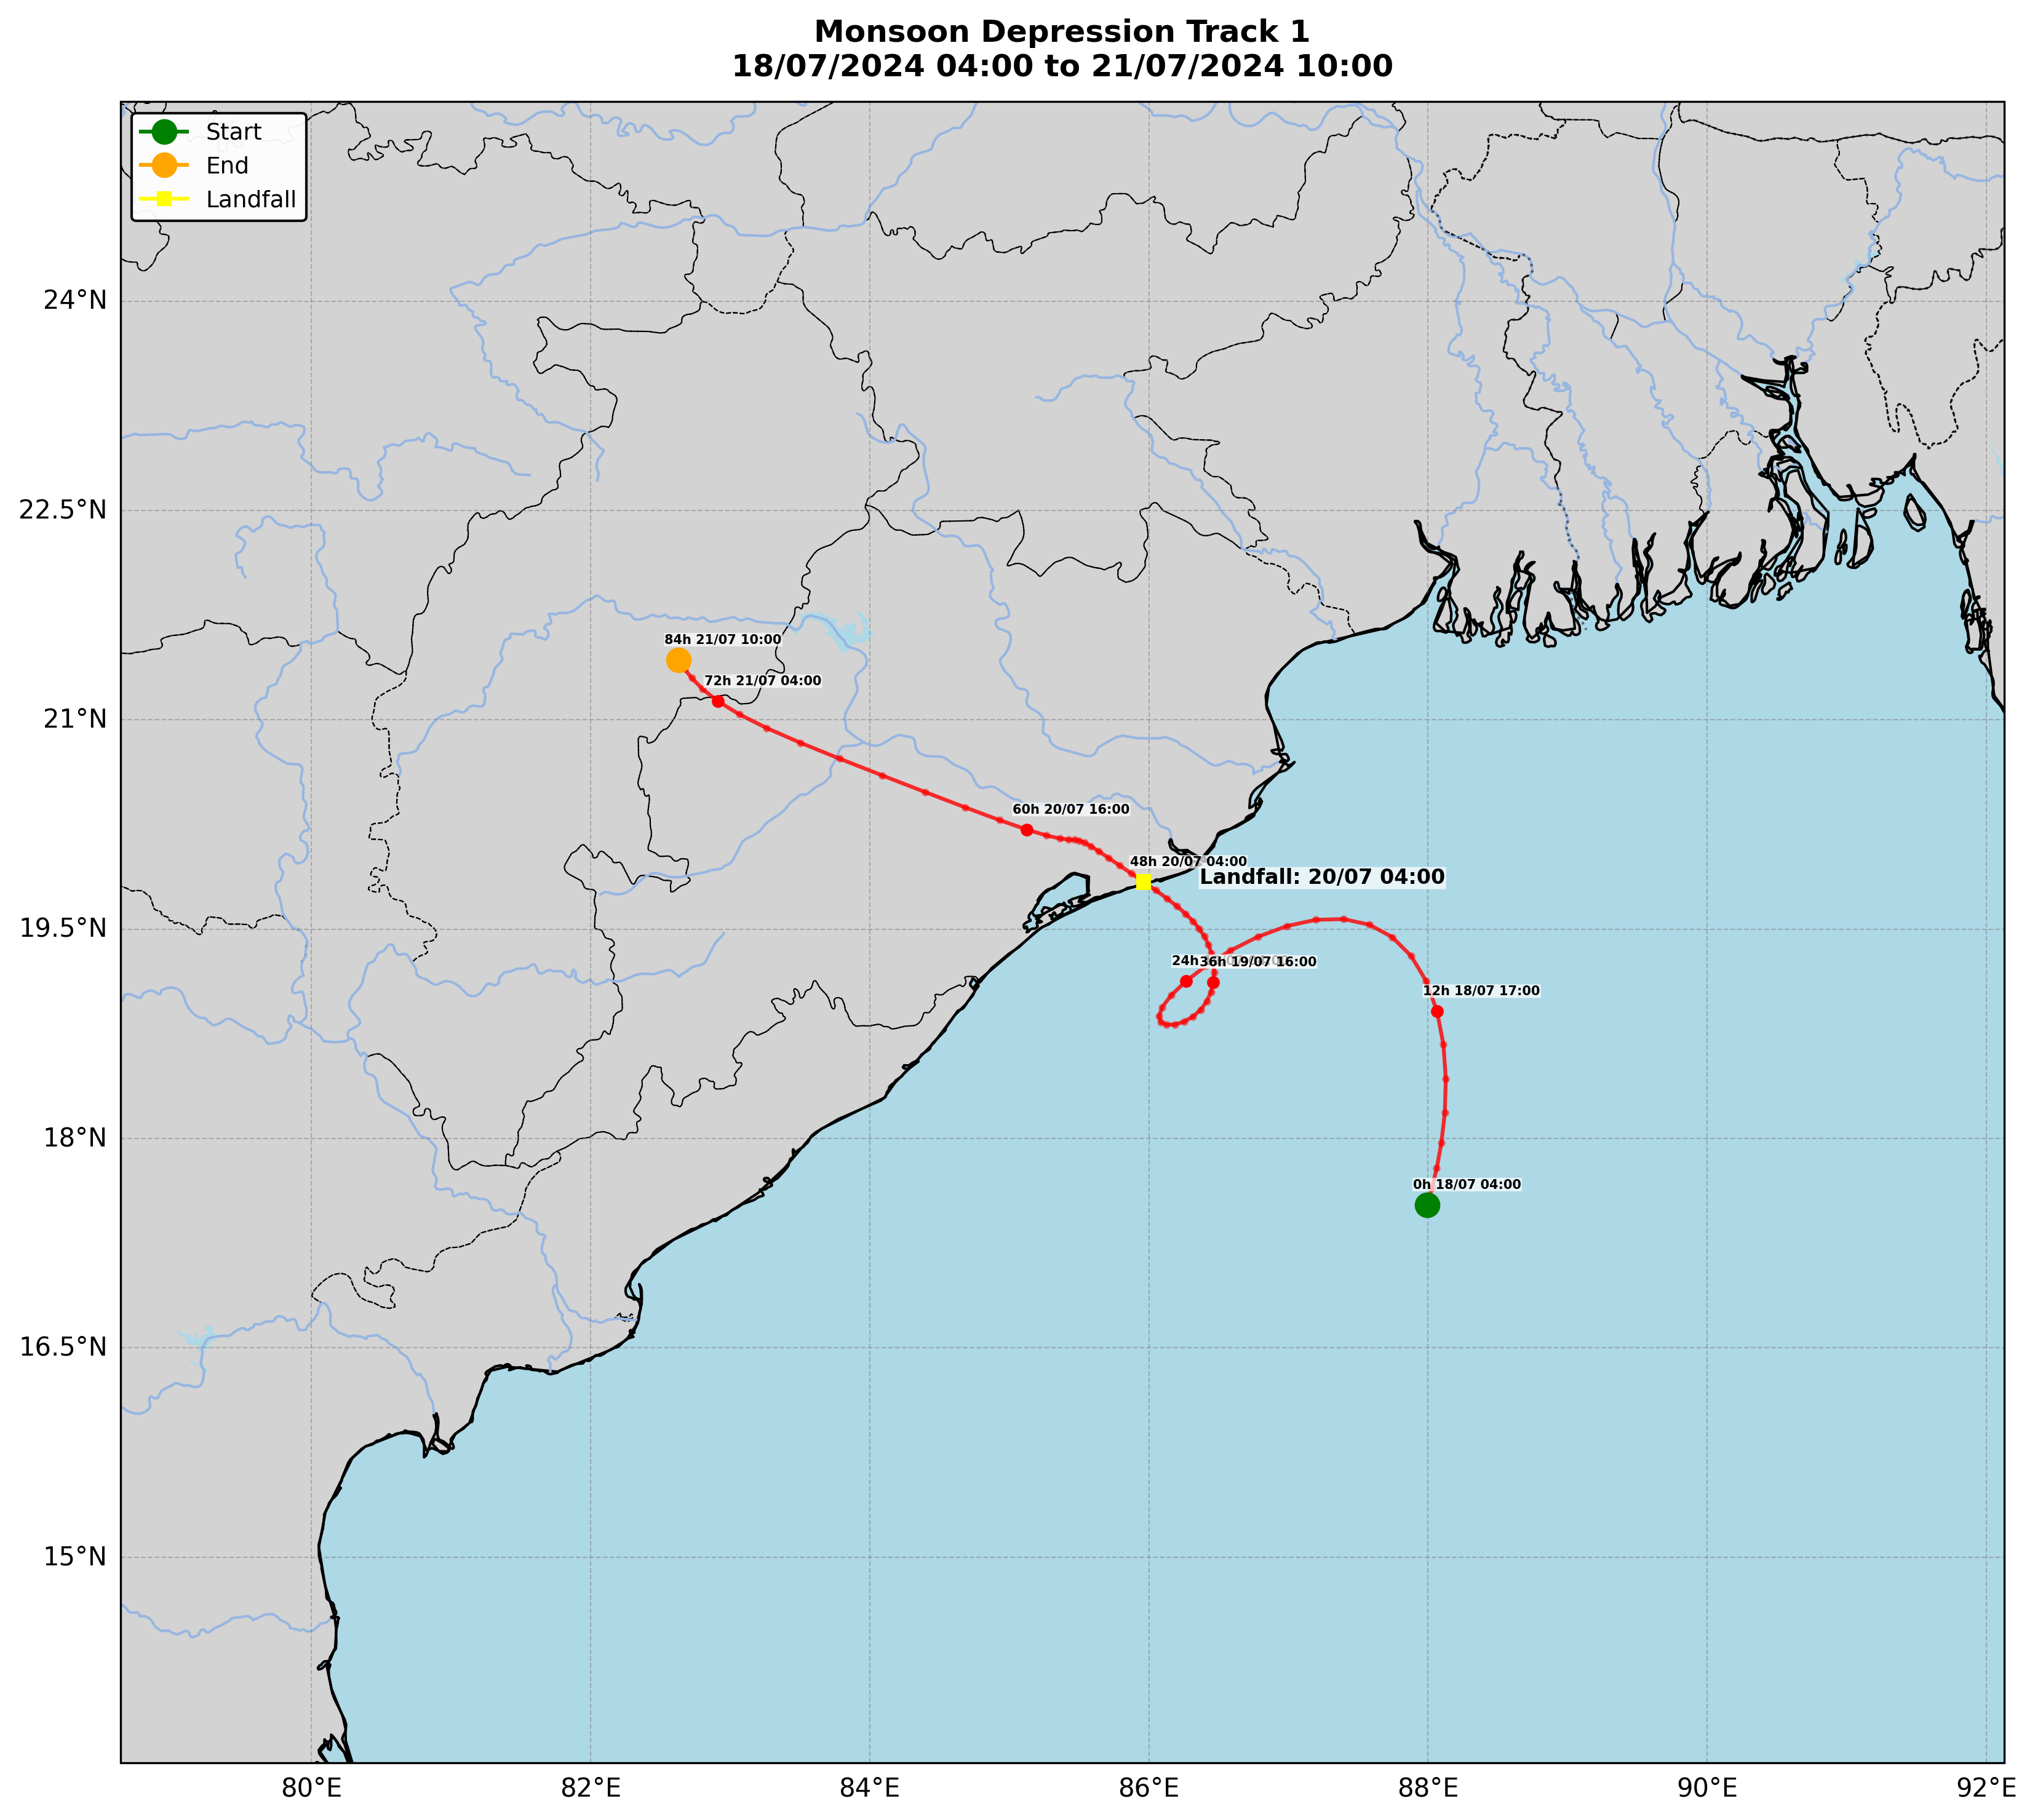 Monsoon Depression Track 1
18/07/2024 04:00 to 21/07/2024 10:00
Start
End
Landfall
24°N
22.5°N
21°N
19.5°N
18°N
16.5°N
15°N
84h 21/07 10:00
72h 21/07 04:00
60h 20/07 16:00
48h 20/07 04:00
Landfall: 20/07 04:00
24h
36h 19/07 16:00
12h 18/07 17:00
0h 18/07 04:00
80°E
82°E
84°E
86°E
88°E
90°E
92°E